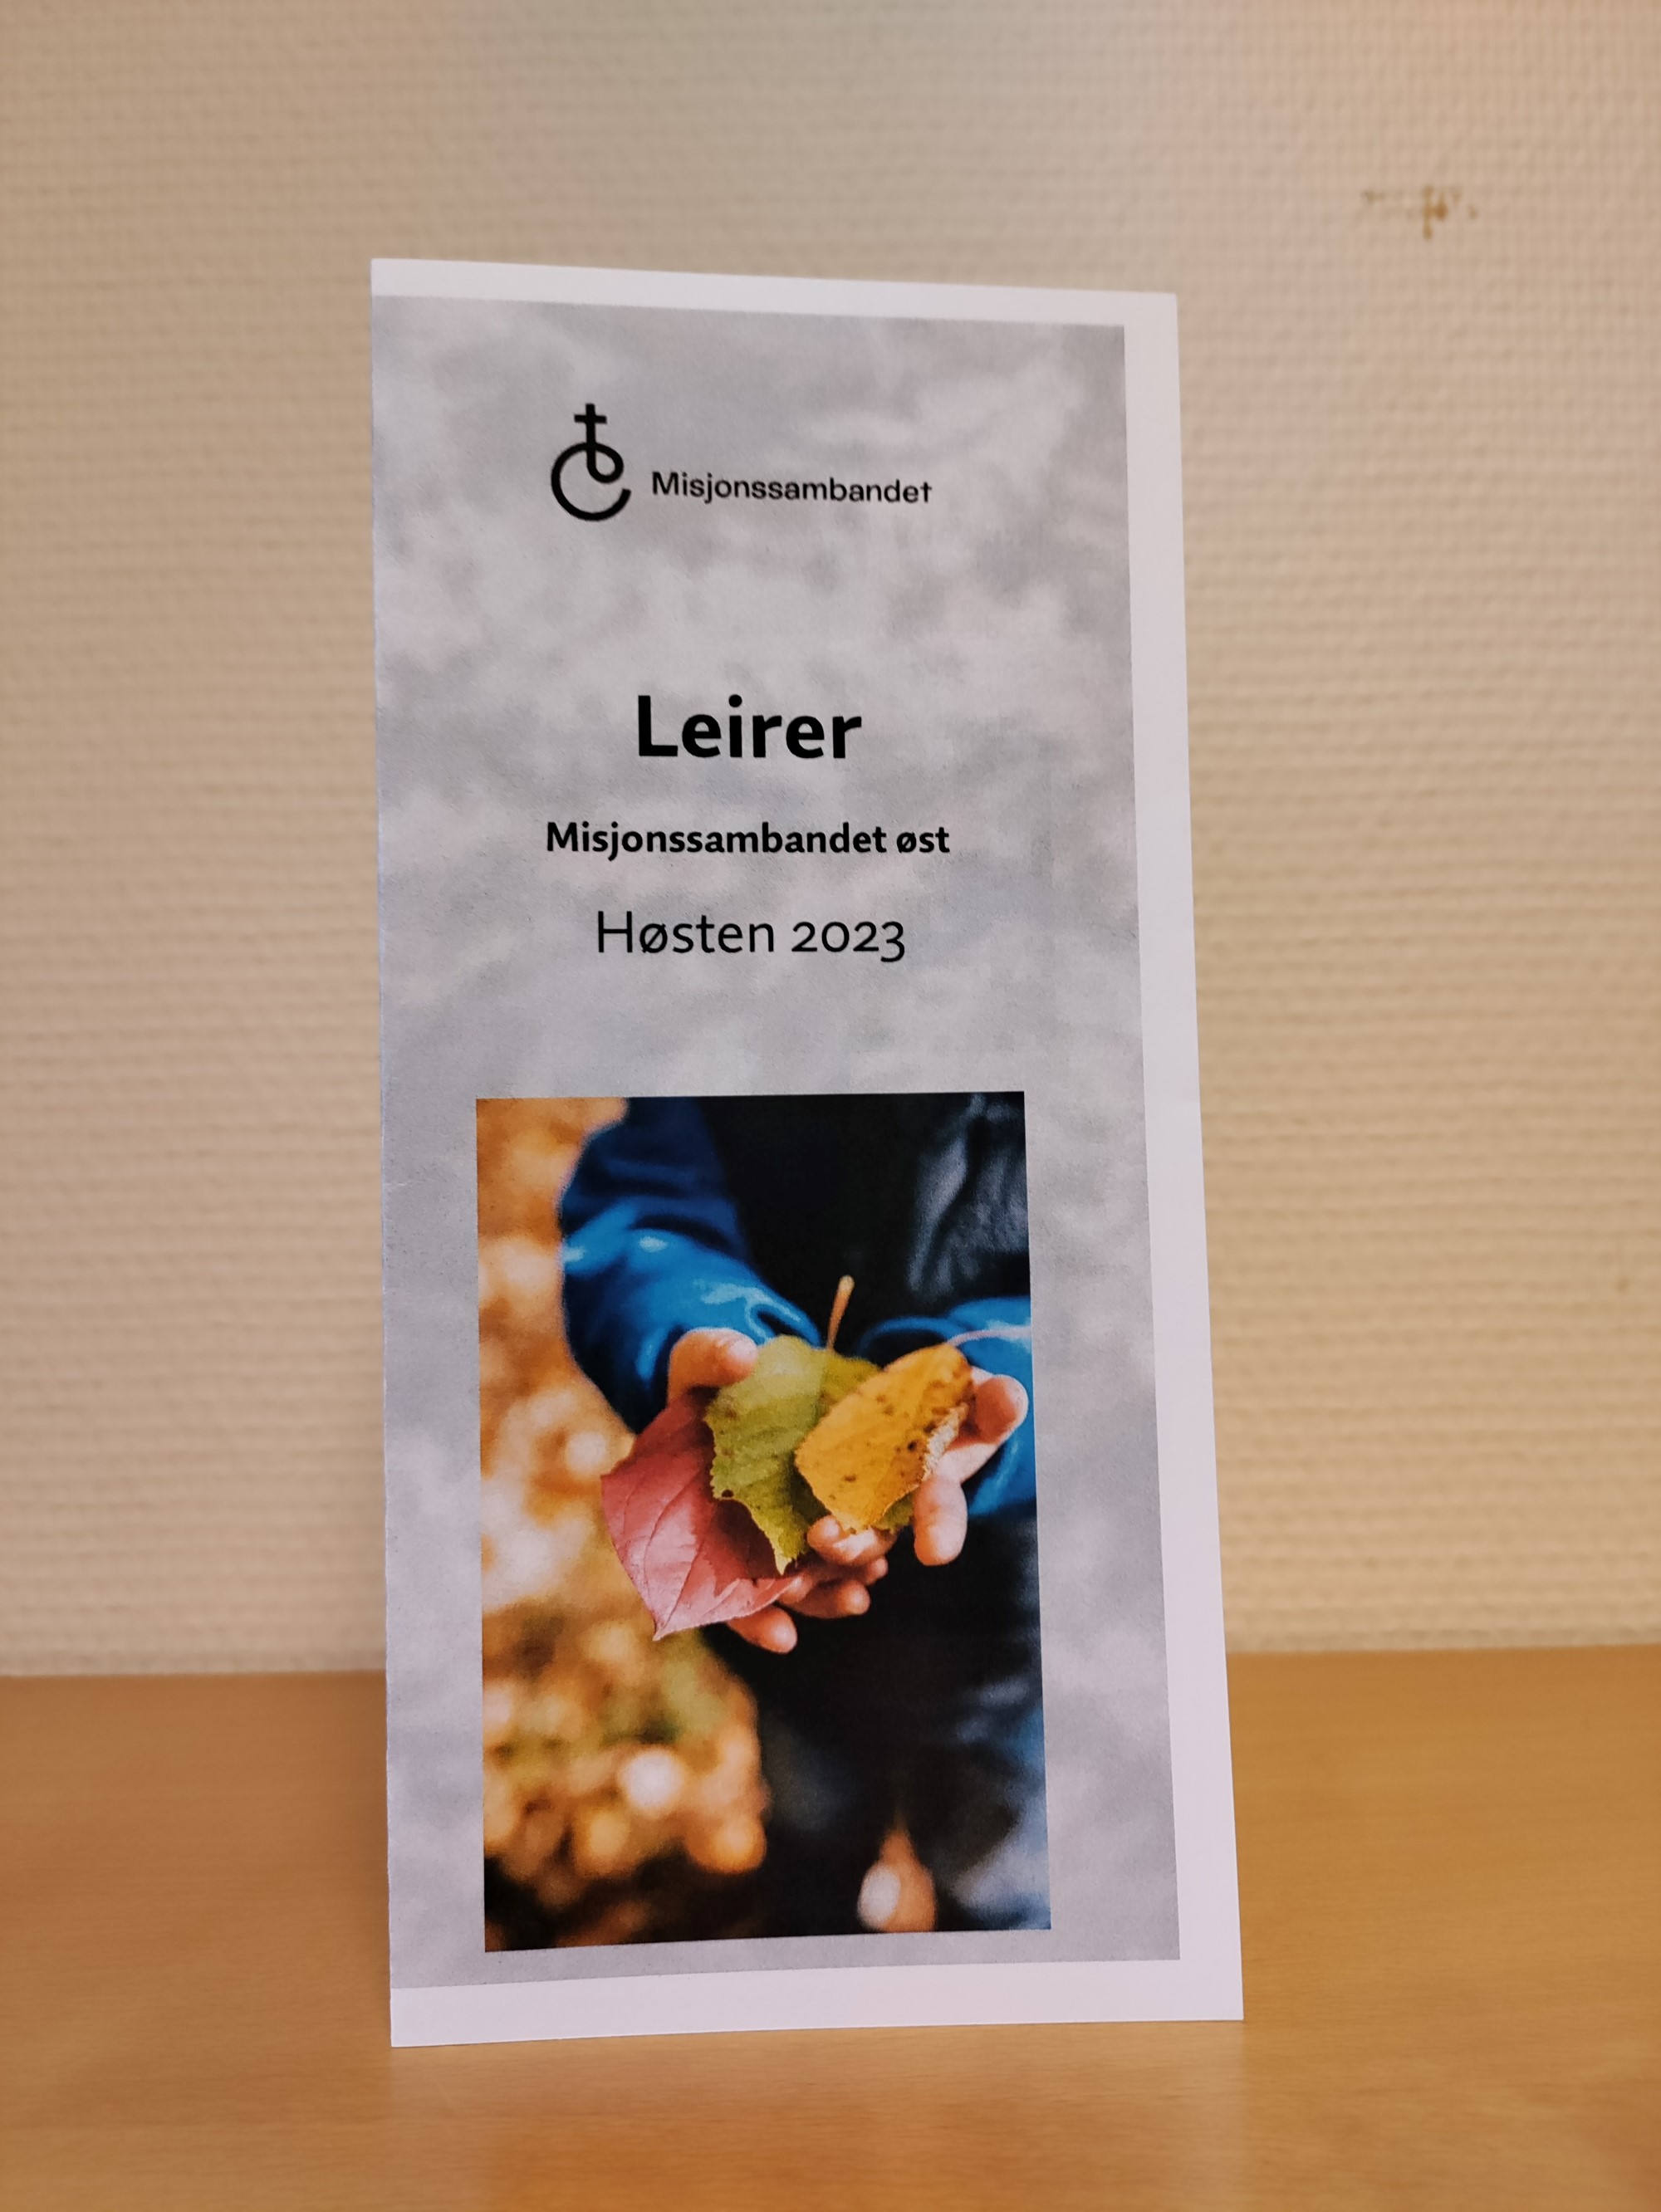 Misjonssambandet
Leirer
Misjonssambandet øst
Høsten 2023